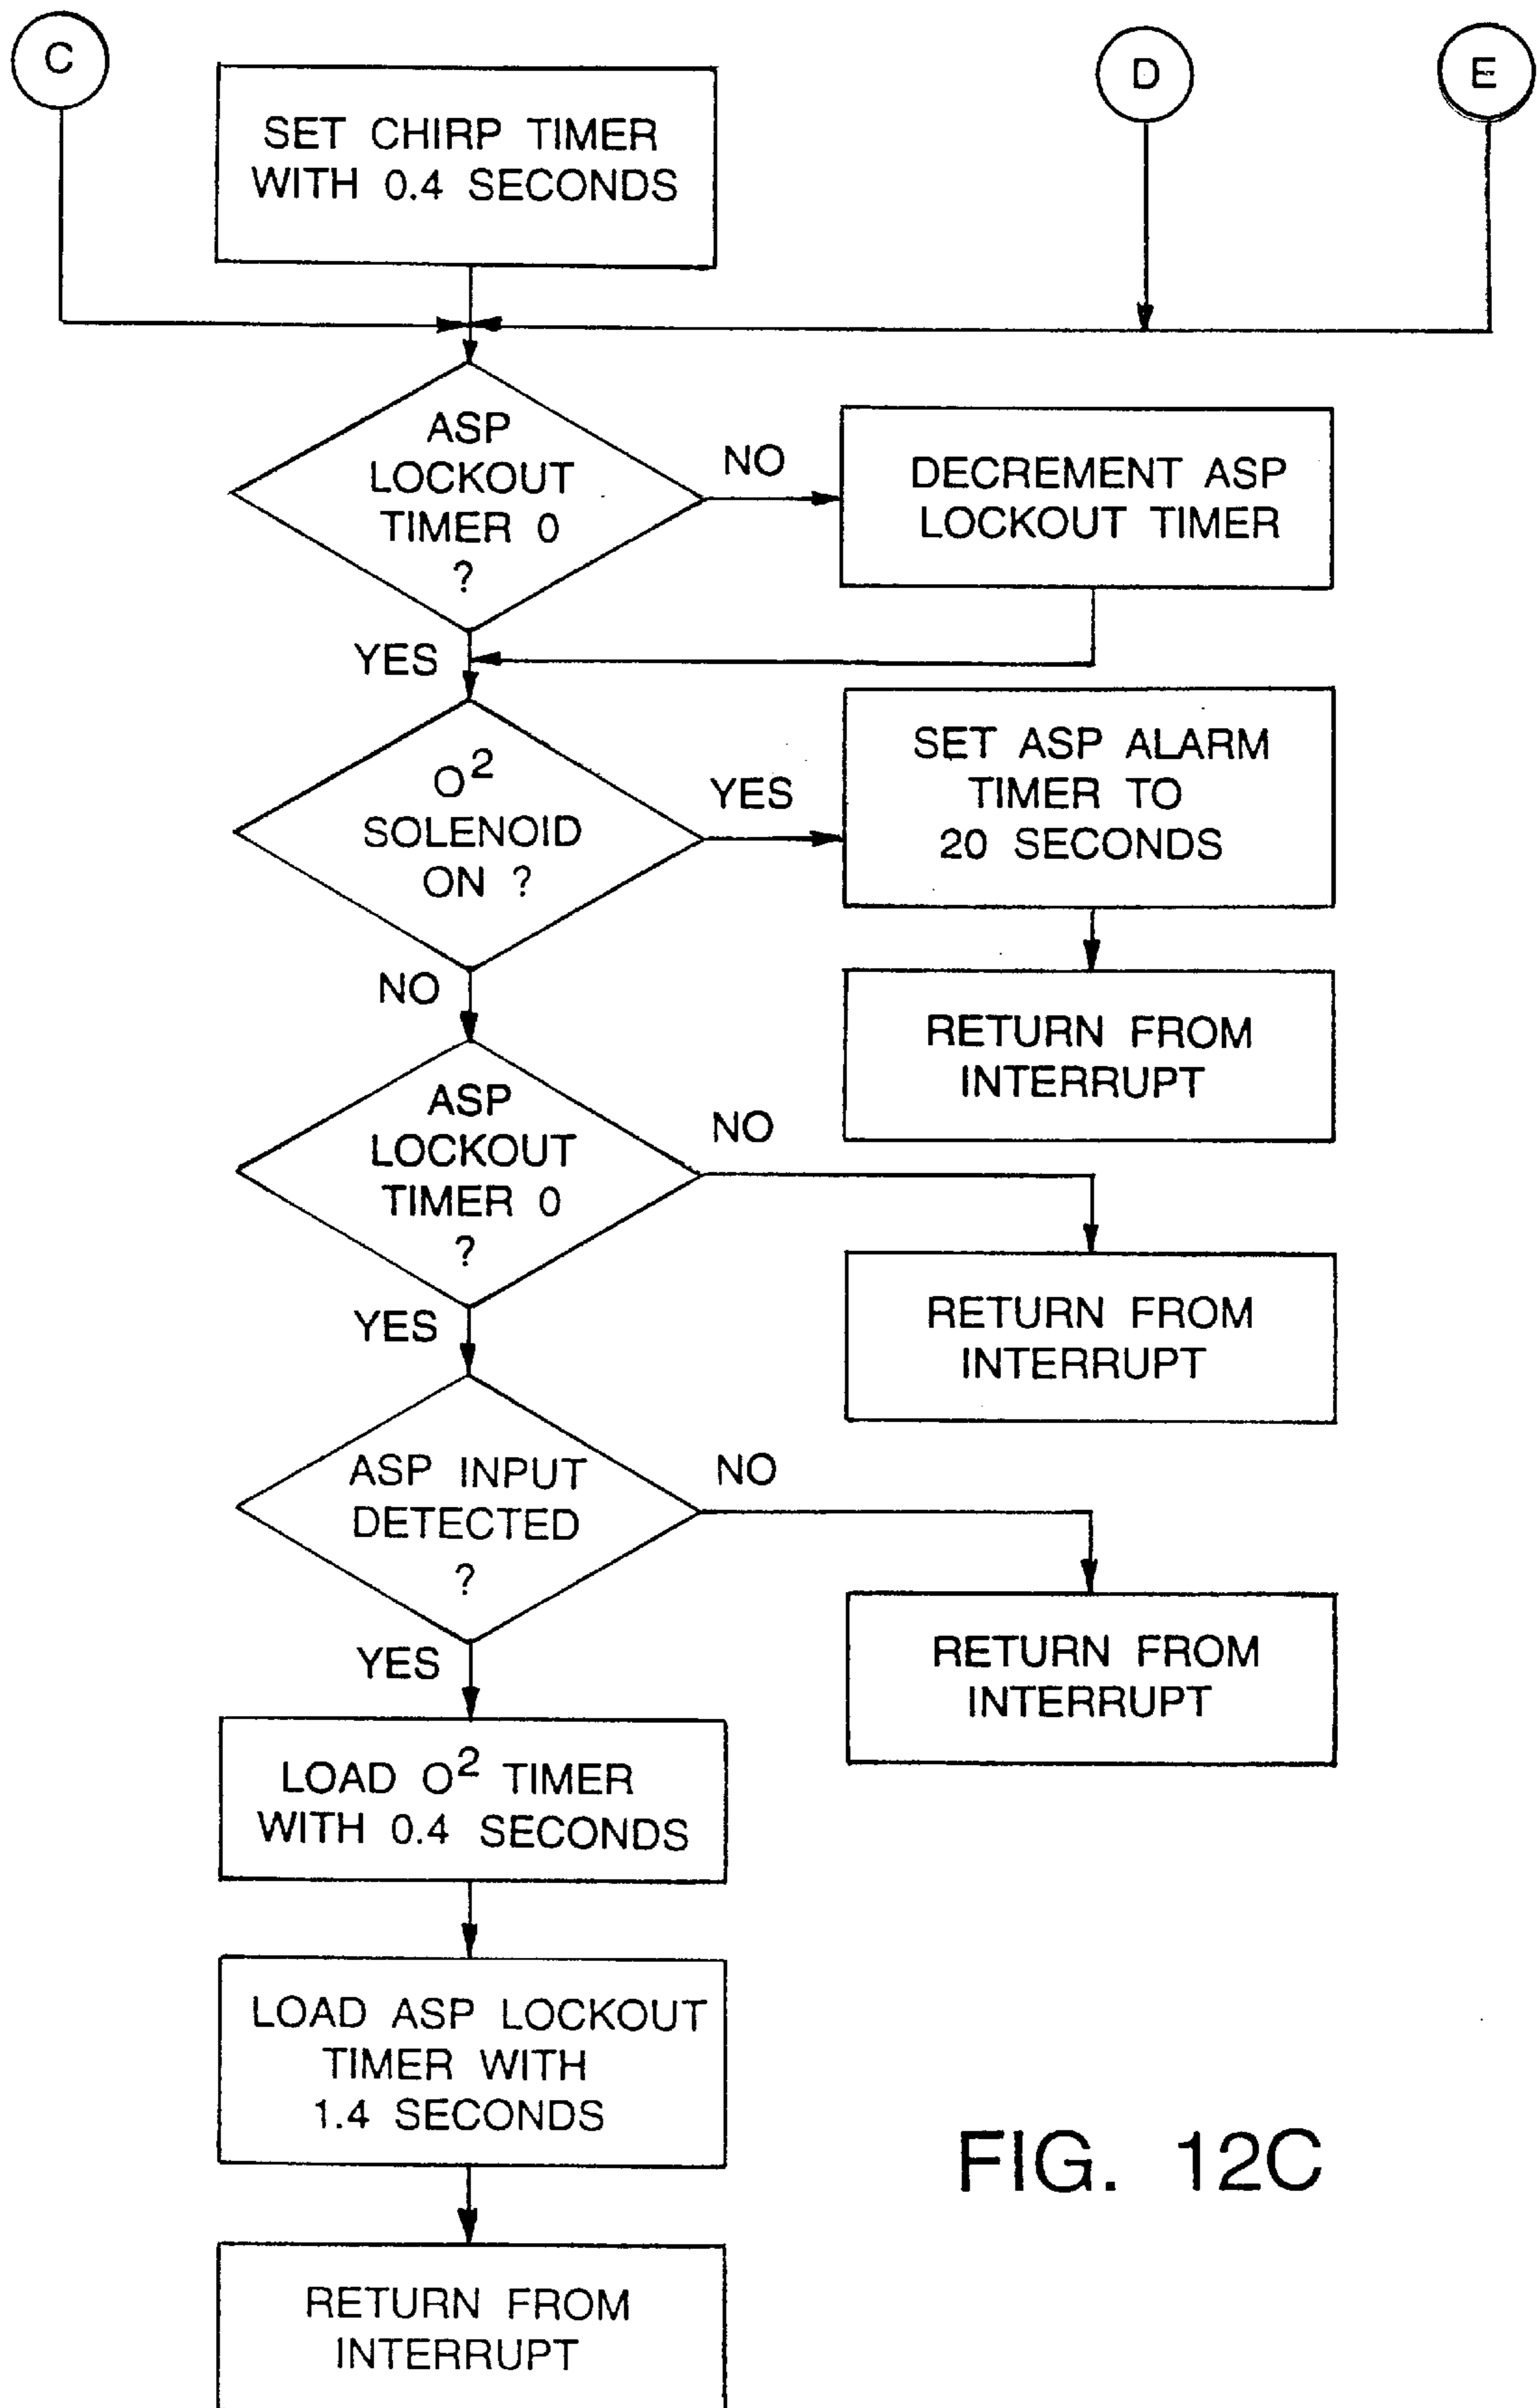 C
D
E
SET CHIRP TIMER
WITH 0.4 SECONDS
ASP
LOCKOUT
TIMER 0
?
NO
DECREMENT ASP
LOCKOUT TIMER
YES
O²
SOLENOID
ON ?
YES
SET ASP ALARM
TIMER TO
20 SECONDS
RETURN FROM
INTERRUPT
NO
ASP
LOCKOUT
TIMER 0
?
NO
RETURN FROM
INTERRUPT
YES
ASP INPUT
DETECTED
?
NO
RETURN FROM
INTERRUPT
YES
LOAD O² TIMER
WITH 0.4 SECONDS
LOAD ASP LOCKOUT
TIMER WITH
1.4 SECONDS
RETURN FROM
INTERRUPT
FIG. 12C